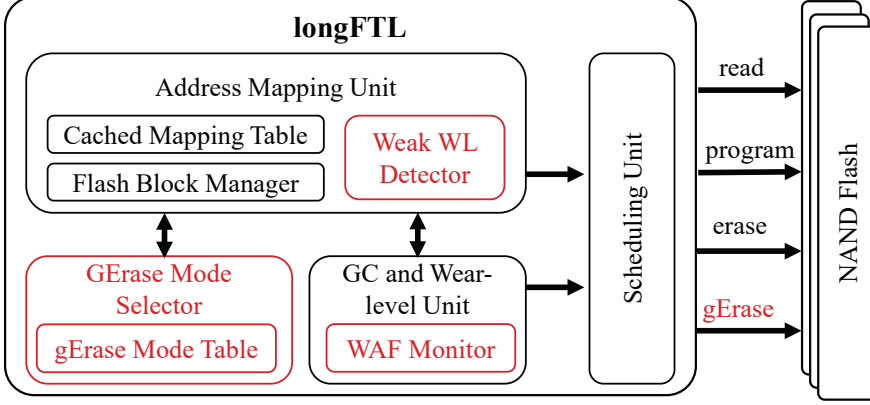 longFTL
Address Mapping Unit
Cached Mapping Table
Flash Block Manager
Weak WL
Detector
GErase Mode
Selector
gErase Mode Table
GC and Wear-
level Unit
WAF Monitor
Scheduling Unit
read
program
erase
gErase
NAND Flash